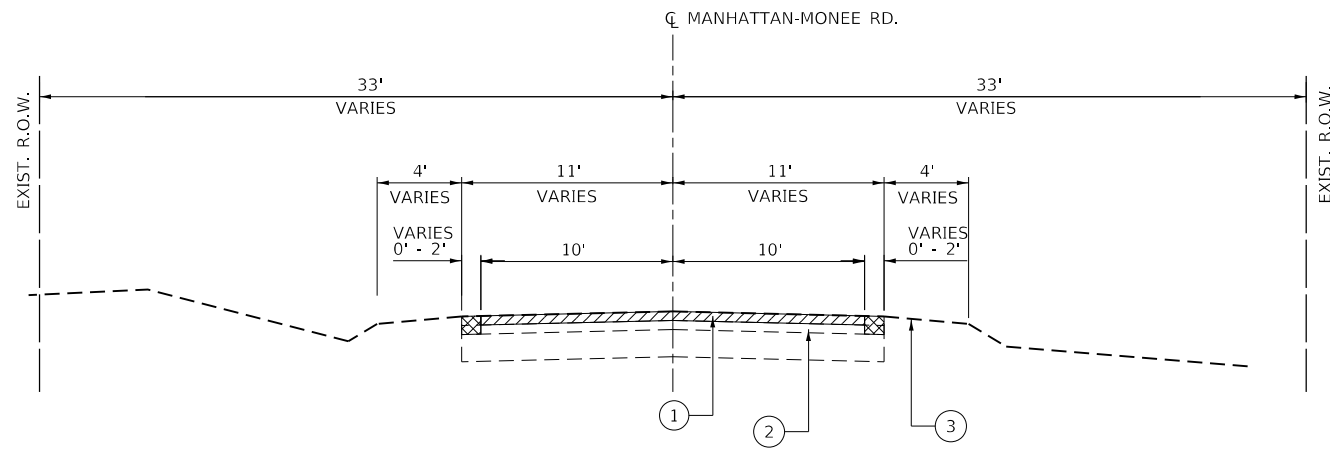 ℄ MANHATTAN-MONEE RD.
33'
VARIES
33'
VARIES
EXIST. R.O.W.
EXIST. R.O.W.
4'
VARIES
11'
VARIES
11'
VARIES
4'
VARIES
VARIES
0' - 2'
10'
10'
VARIES
0' - 2'
1
2
3